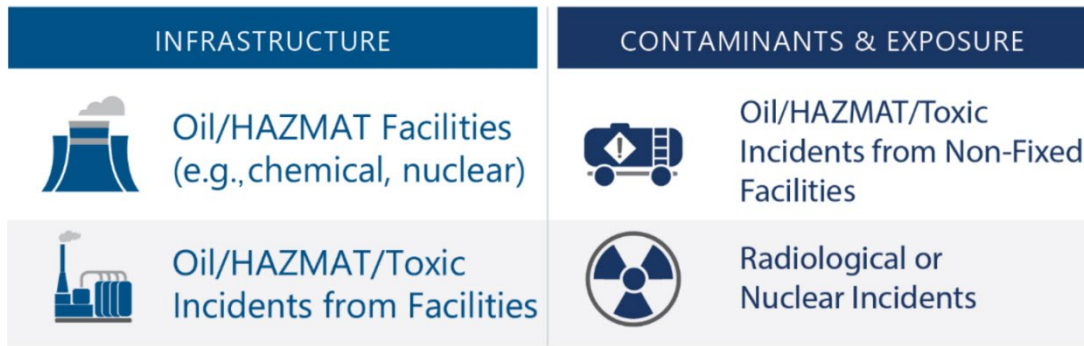 INFRASTRUCTURE
Oil/HAZMAT Facilities
(e.g., chemical, nuclear)
Oil/HAZMAT/Toxic
Incidents from Facilities
CONTAMINANTS & EXPOSURE
Oil/HAZMAT/Toxic
Incidents from Non-Fixed
Facilities
Radiological or
Nuclear Incidents